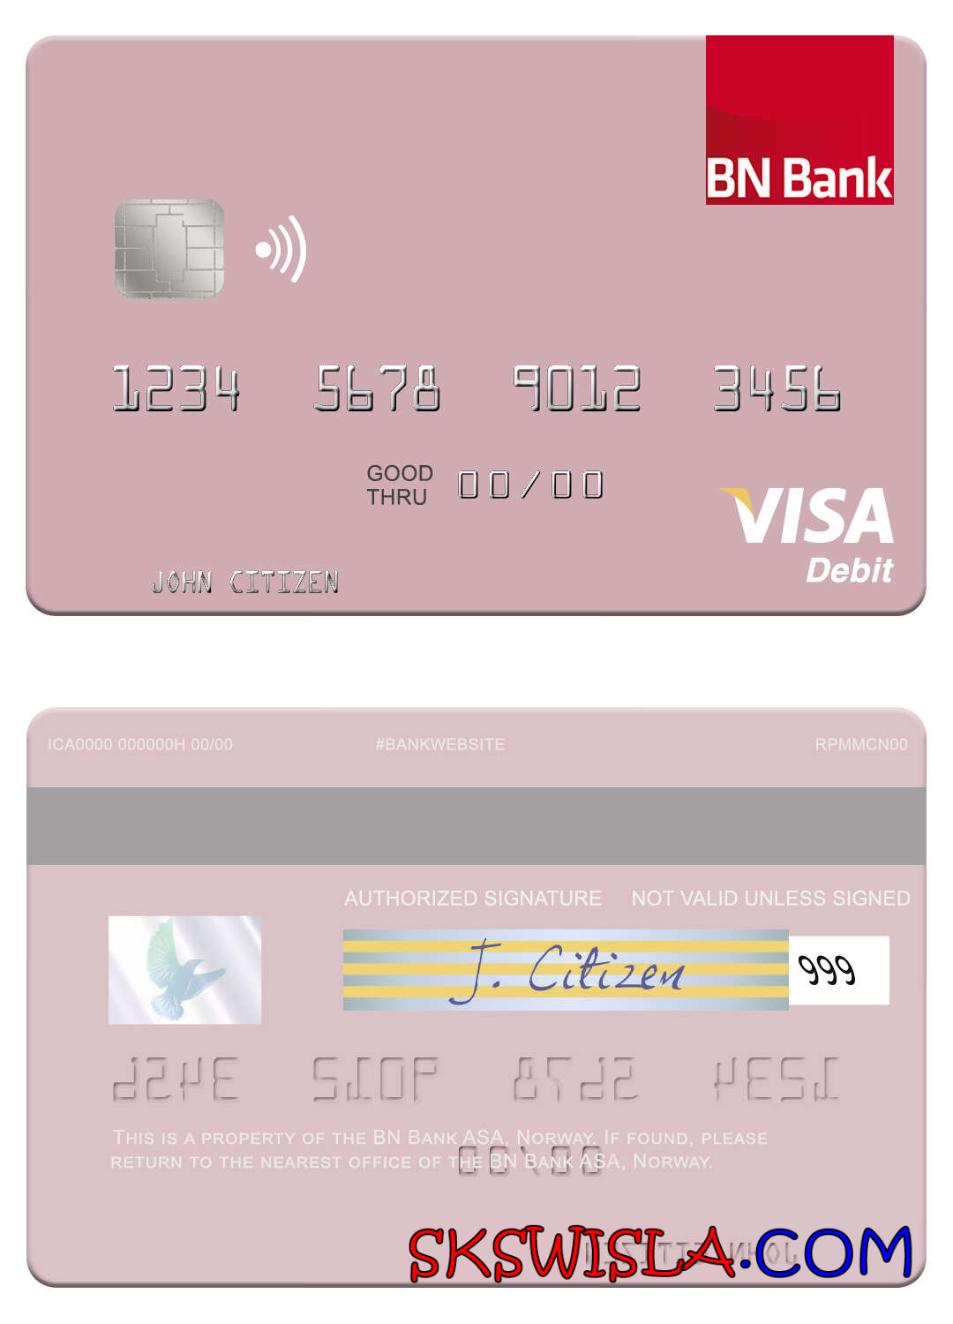 BN Bank
1234 5678 9012 3456
GOOD THRU 00/00
VISA
Debit
JOHN CITIZEN
ICA0000 000000H 00/00 #BANKWEBSITE RPMMCN00
AUTHORIZED SIGNATURE NOT VALID UNLESS SIGNED
J. Citizen 999
THIS IS A PROPERTY OF THE BN BANK ASA, NORWAY. IF FOUND, PLEASE
RETURN TO THE NEAREST OFFICE OF THE BN BANK ASA, NORWAY.
SKSWISLA.COM